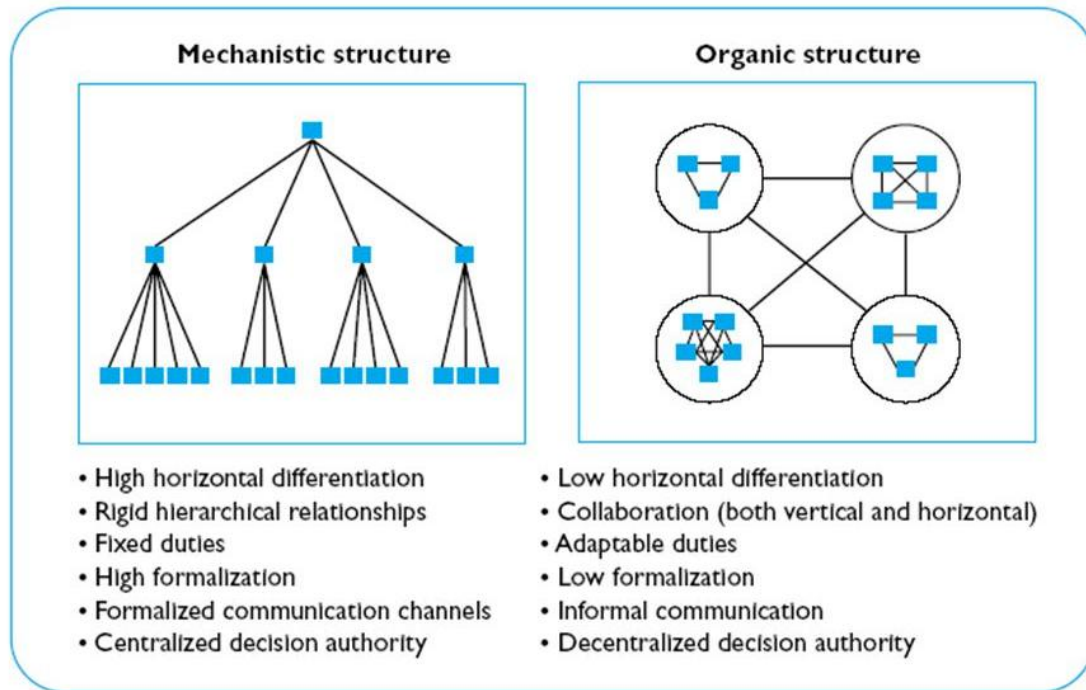 Mechanistic structure
• High horizontal differentiation
• Rigid hierarchical relationships
• Fixed duties
• High formalization
• Formalized communication channels
• Centralized decision authority
Organic structure
• Low horizontal differentiation
• Collaboration (both vertical and horizontal)
• Adaptable duties
• Low formalization
• Informal communication
• Decentralized decision authority